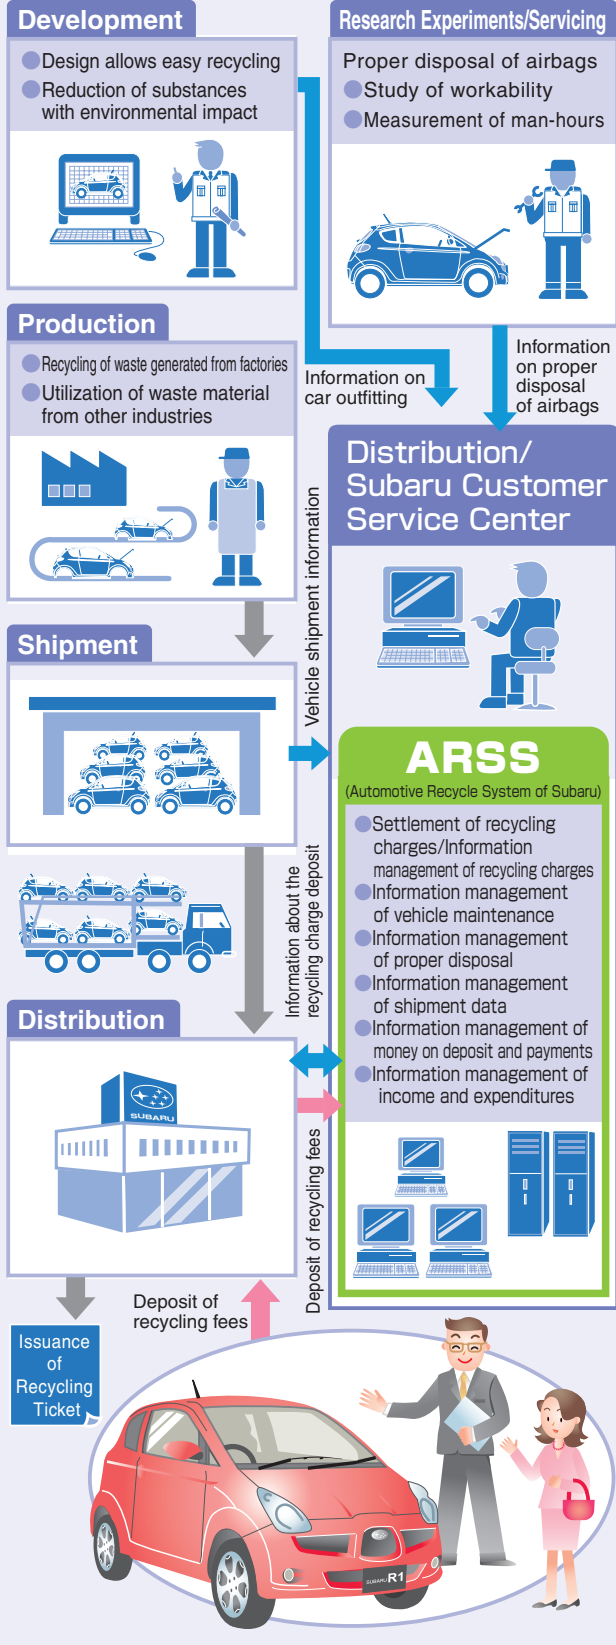 Development
●Design allows easy recycling
●Reduction of substances
with environmental impact
Research Experiments/Servicing
Proper disposal of airbags
●Study of workability
●Measurement of man-hours
Production
●Recycling of waste generated from factories
●Utilization of waste material
from other industries
Information on
car outfitting
Information
on proper
disposal
of airbags
Distribution/
Subaru Customer
Service Center
Vehicle shipment information
Shipment
ARSS
(Automotive Recycle System of Subaru)
●Settlement of recycling
charges/Information
management of recycling charges
●Information management
of vehicle maintenance
●Information management
of proper disposal
●Information management
of shipment data
●Information management of
money on deposit and payments
●Information management of
income and expenditures
Information about the
recycling charge deposit
Distribution
SUBARU
Deposit of recycling fees
Deposit of
recycling fees
Issuance
of
Recycling
Ticket
SUBARU R1